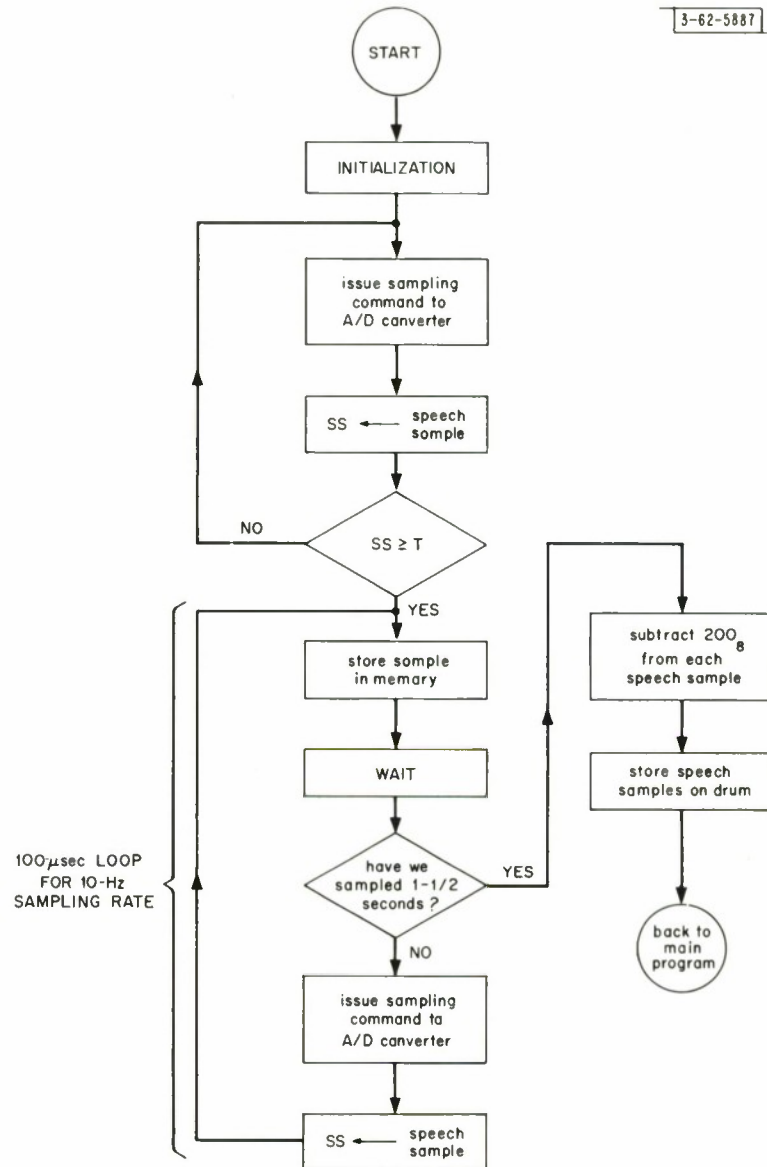 3-62-5887
START
INITIALIZATION
issue sampling
command to
A/D canverter
SS ← speech
somple
NO
SS ≥ T
YES
store somple
in memary
WAIT
100µsec LOOP
FOR 10-Hz
SAMPLING RATE
have we
sampled 1-1/2
seconds?
YES
NO
issue sampling
command ta
A/D canverter
SS ← speech
sample
subtract 200₈
from each
speech sample
store speech
samples on drum
back to
main
program